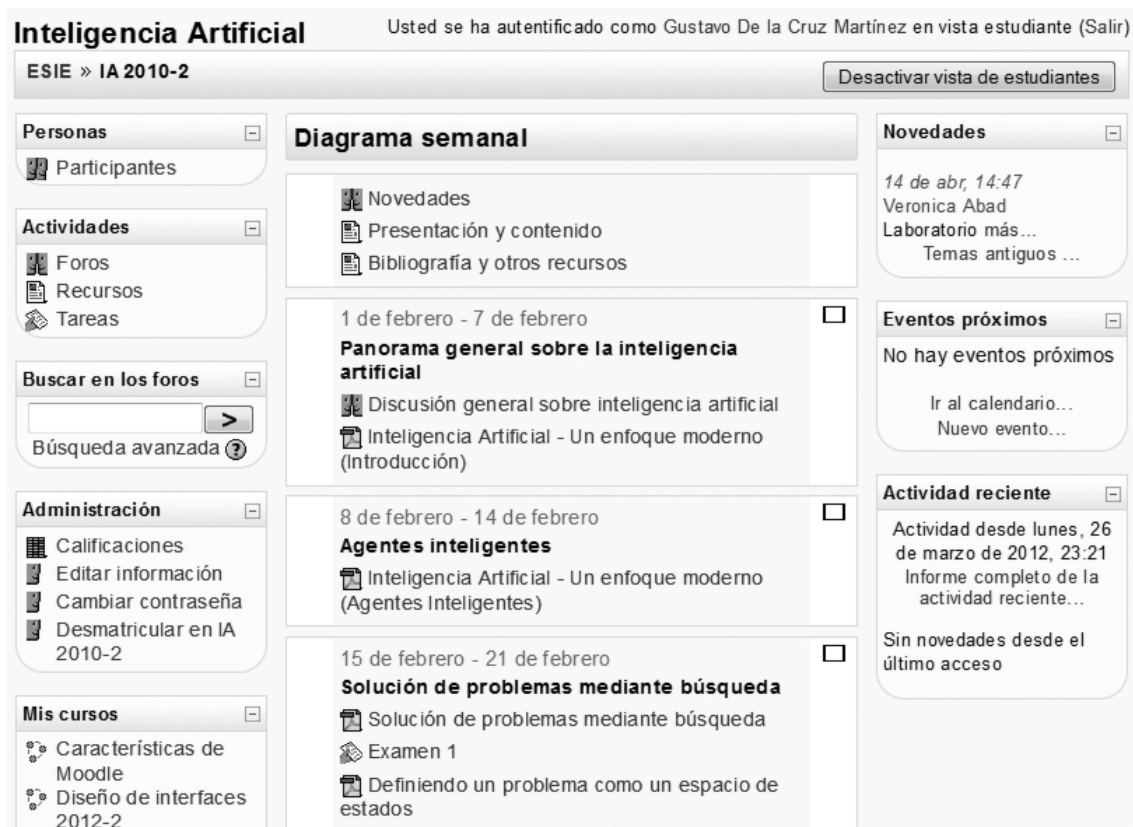 Inteligencia Artificial
Usted se ha autentificado como Gustavo De la Cruz Martínez en vista estudiante (Salir)
ESIE » IA 2010-2
Desactivar vista de estudiantes
Personas
Participantes
Actividades
Foros
Recursos
Tareas
Buscar en los foros
>
Búsqueda avanzada ?
Administración
Calificaciones
Editar información
Cambiar contraseña
Desmatricular en IA
2010-2
Mis cursos
Características de
Moodle
Diseño de interfaces
2012-2
Diagrama semanal
Novedades
Presentación y contenido
Bibliografía y otros recursos
1 de febrero - 7 de febrero
Panorama general sobre la inteligencia
artificial
Discusión general sobre inteligencia artificial
Inteligencia Artificial - Un enfoque moderno
(Introducción)
8 de febrero - 14 de febrero
Agentes inteligentes
Inteligencia Artificial - Un enfoque moderno
(Agentes Inteligentes)
15 de febrero - 21 de febrero
Solución de problemas mediante búsqueda
Solución de problemas mediante búsqueda
Examen 1
Definiendo un problema como un espacio de
estados
Novedades
14 de abr, 14:47
Veronica Abad
Laboratorio más...
Temas antiguos ...
Eventos próximos
No hay eventos próximos
Ir al calendario...
Nuevo evento...
Actividad reciente
Actividad desde lunes, 26
de marzo de 2012, 23:21
Informe completo de la
actividad reciente...
Sin novedades desde el
último acceso